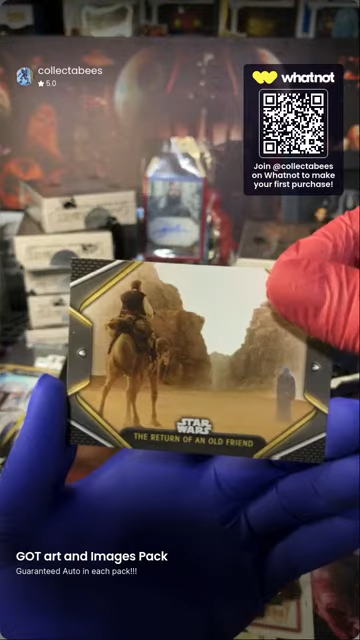 collectabees
★ 5.0
whatnot
Join @collectabees
on Whatnot to make
your first purchase!
STAR
WARS
THE RETURN OF AN OLD FRIEND
GOT art and Images Pack
Guaranteed Auto in each pack!!!